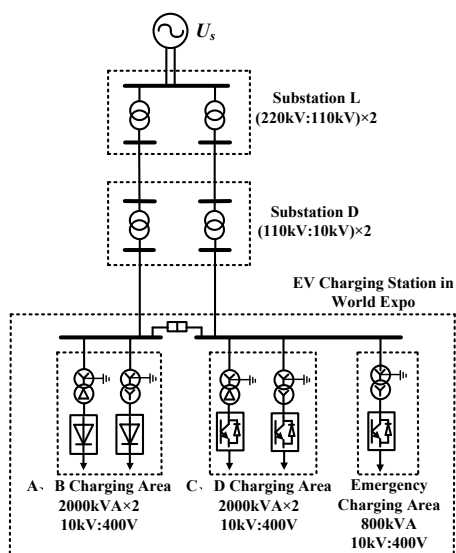 Us
Substation L
(220kV:110kV)×2
Substation D
(110kV:10kV)×2
EV Charging Station in
World Expo
A、B Charging Area
2000kVA×2
10kV:400V
C、D Charging Area
2000kVA×2
10kV:400V
Emergency
Charging Area
800kVA
10kV:400V